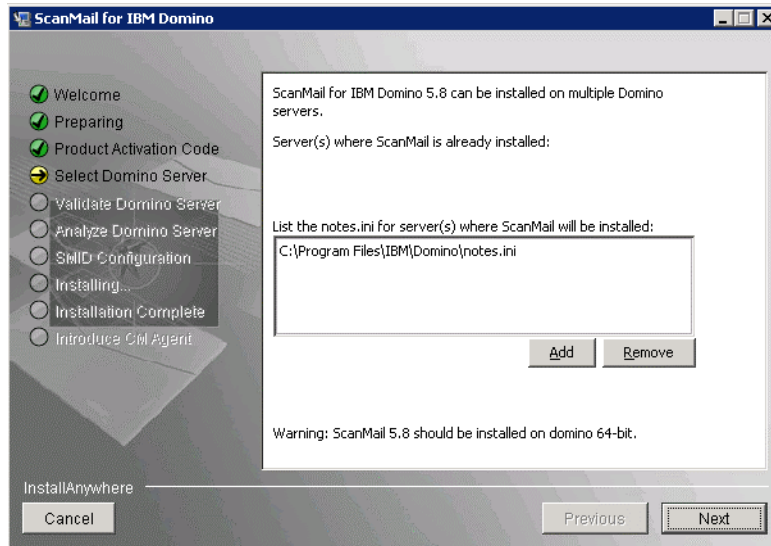 ScanMail for IBM Domino
Welcome
Preparing
Product Activation Code
Select Domino Server
Validate Domino Server
Analyze Domino Server
SMID Configuration
Installing...
Installation Complete
Introduce CM Agent
ScanMail for IBM Domino 5.8 can be installed on multiple Domino
servers.
Server(s) where ScanMail is already installed:
List the notes.ini for server(s) where ScanMail will be installed:
C:\Program Files\IBM\Domino\notes.ini
Add
Remove
Warning: ScanMail 5.8 should be installed on domino 64-bit.
InstallAnywhere
Cancel
Previous
Next